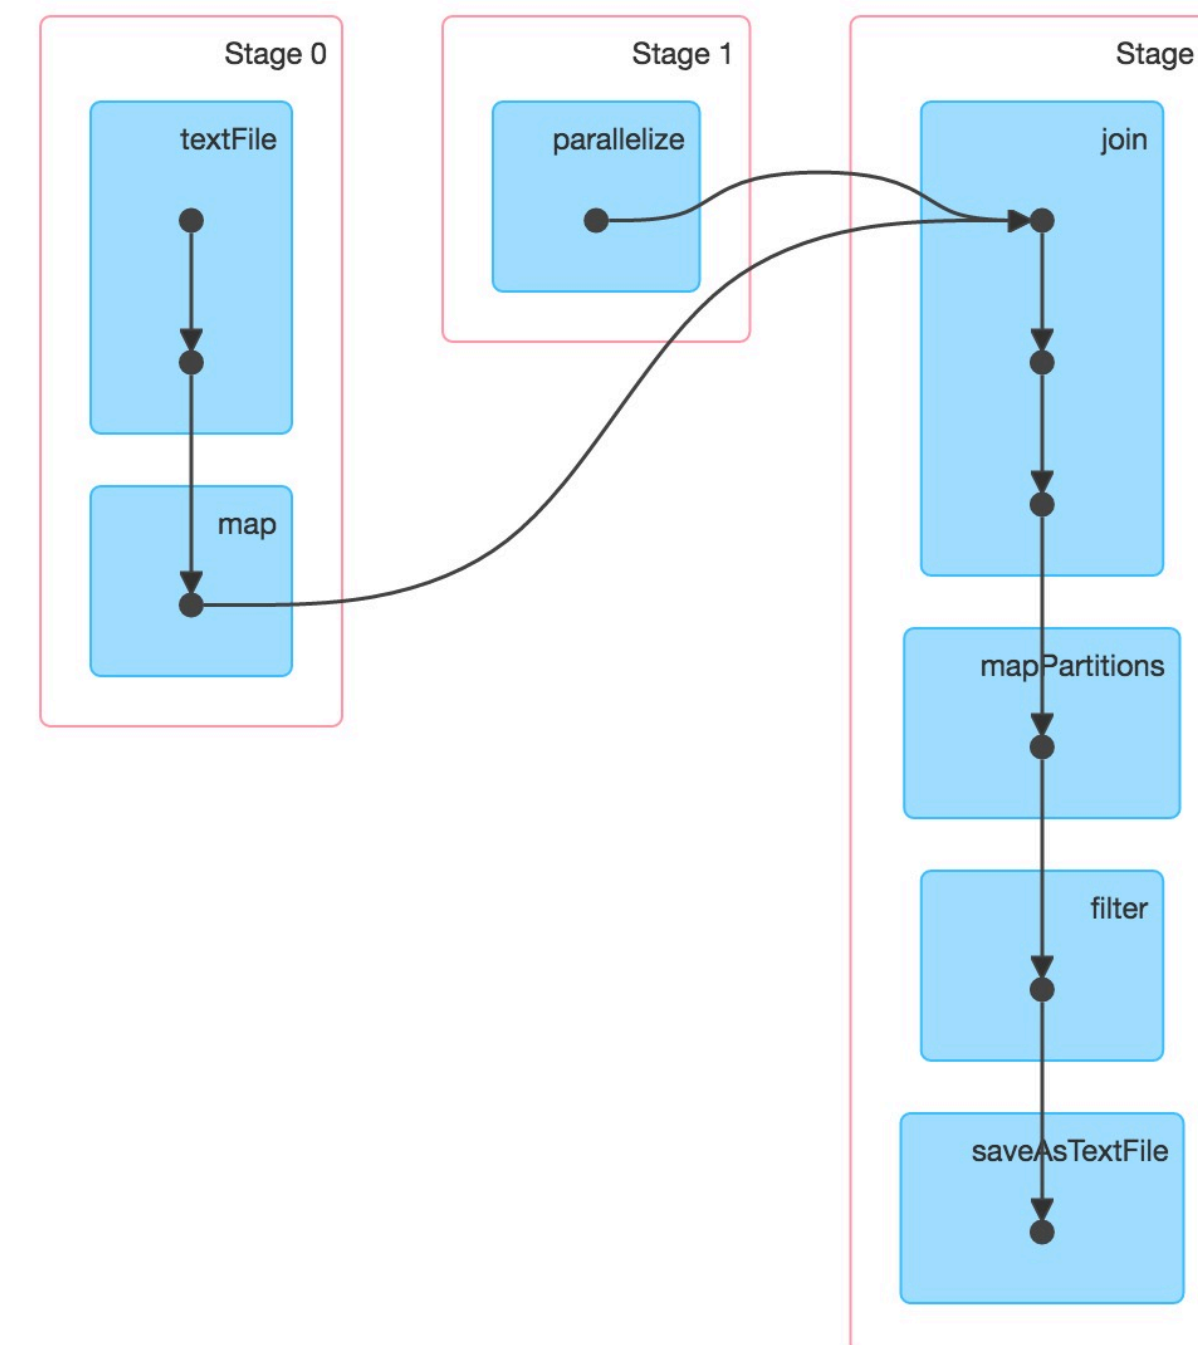 Stage 0
textFile
map
Stage 1
parallelize
Stage
join
mapPartitions
filter
saveAsTextFile